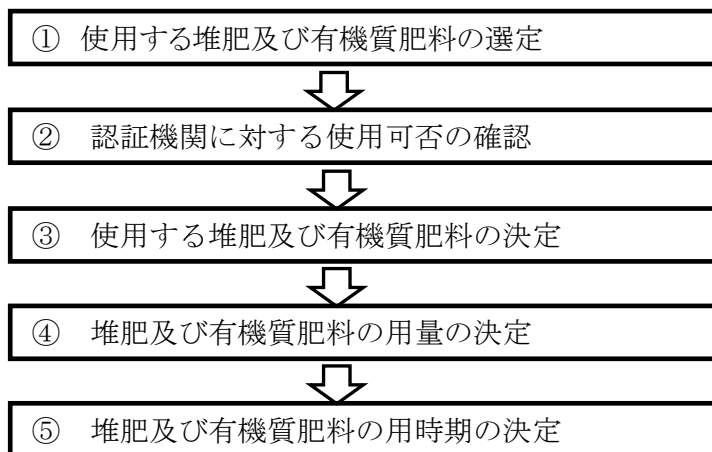 ① 使用する堆肥及び有機質肥料の選定
② 認証機関に対する使用可否の確認
③ 使用する堆肥及び有機質肥料の決定
④ 堆肥及び有機質肥料の用量の決定
⑤ 堆肥及び有機質肥料の用時期の決定